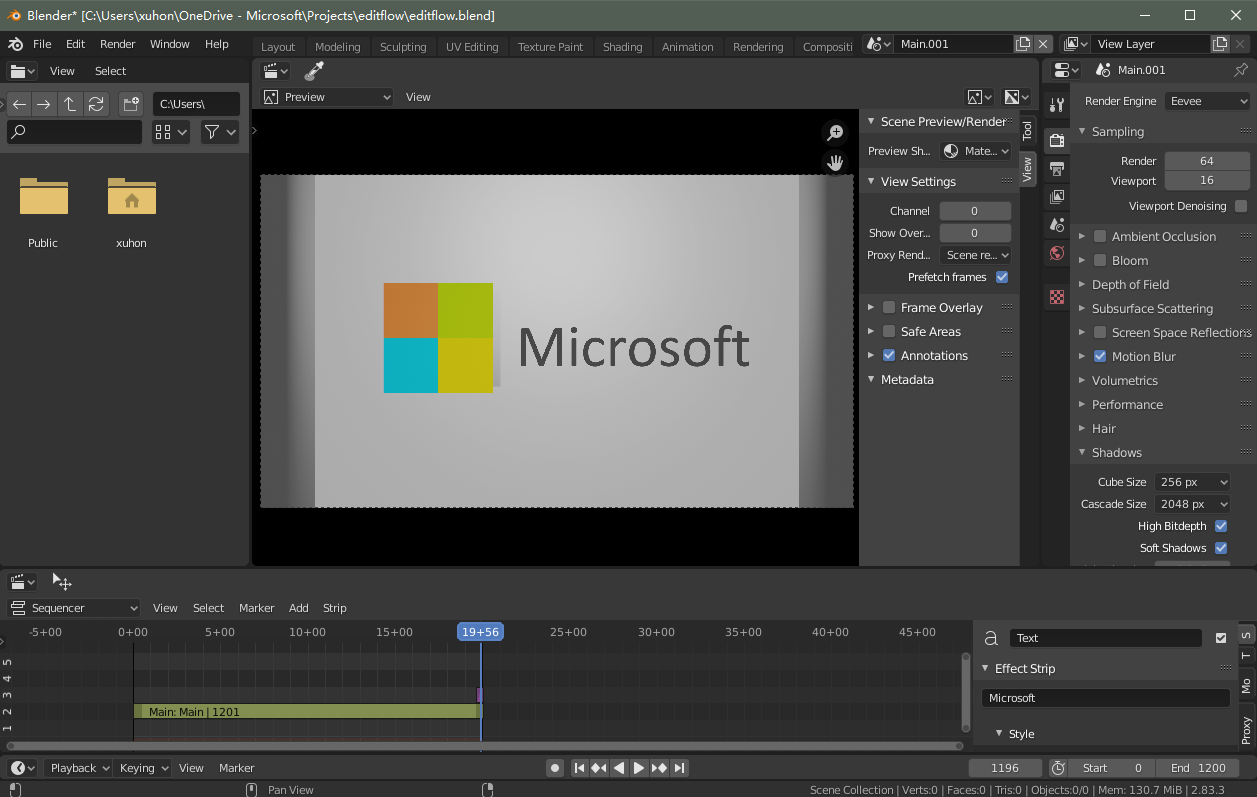 Blender* [C:\Users\xuhon\OneDrive - Microsoft\Projects\editflow\editflow.blend]
File Edit Render Window Help
Layout Modeling Sculpting UV Editing Texture Paint Shading Animation Rendering Compositi
Main.001
View Layer
View Select
C:\Users\
Public
xuhon
Preview
View
Microsoft
Scene Preview/Render
Preview Sh... Mate...
View Settings
Channel 0
Show Over... 0
Proxy Rend... Scene re...
Prefetch frames
Frame Overlay
Safe Areas
Annotations
Metadata
Tool
View
Main.001
Render Engine Eevee
Sampling
Render 64
Viewport 16
Viewport Denoising
Ambient Occlusion
Bloom
Depth of Field
Subsurface Scattering
Screen Space Reflections
Motion Blur
Volumetrics
Performance
Hair
Shadows
Cube Size 256 px
Cascade Size 2048 px
High Bitdepth
Soft Shadows
Sequencer View Select Marker Add Strip
-5+00 0+00 5+00 10+00 15+00 19+56 25+00 30+00 35+00 40+00 45+00
5
4
3
2
1
Main: Main | 1201
a Text
Effect Strip
Microsoft
Style
S
T
Mo
Proxy
Playback Keying View Marker
1196
Start 0
End 1200
Pan View
Scene Collection | Verts:0 | Faces:0 | Tris:0 | Objects:0/0 | Mem: 130.7 MiB | 2.83.3